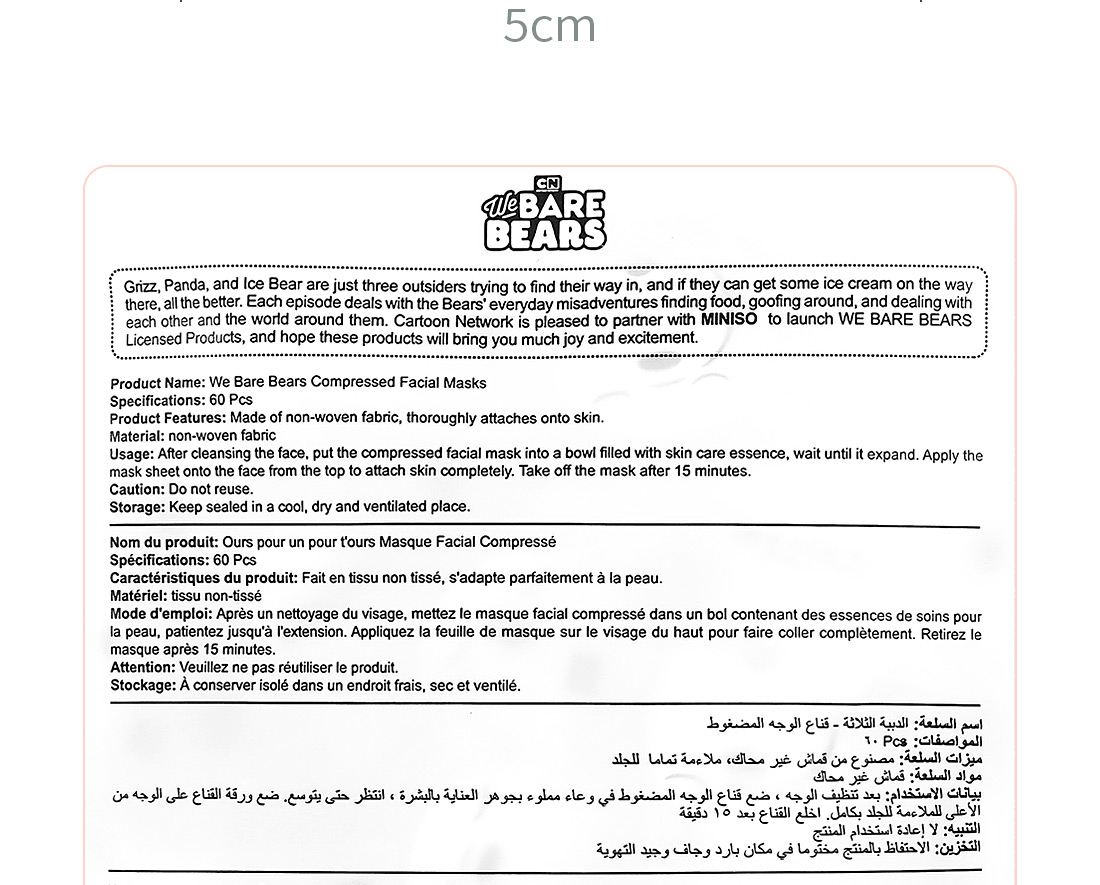 5cm
CN
We BARE
BEARS
Grizz, Panda, and Ice Bear are just three outsiders trying to find their way in, and if they can get some ice cream on the way
there, all the better. Each episode deals with the Bears' everyday misadventures finding food, goofing around, and dealing with
each other and the world around them. Cartoon Network is pleased to partner with MINISO to launch WE BARE BEARS
Licensed Products, and hope these products will bring you much joy and excitement.
Product Name: We Bare Bears Compressed Facial Masks
Specifications: 60 Pcs
Product Features: Made of non-woven fabric, thoroughly attaches onto skin.
Material: non-woven fabric
Usage: After cleansing the face, put the compressed facial mask into a bowl filled with skin care essence, wait until it expand. Apply the
mask sheet onto the face from the top to attach skin completely. Take off the mask after 15 minutes.
Caution: Do not reuse.
Storage: Keep sealed in a cool, dry and ventilated place.
Nom du produit: Ours pour un pour t'ours Masque Facial Compressé
Spécifications: 60 Pcs
Caractéristiques du produit: Fait en tissu non tissé, s'adapte parfaitement à la peau.
Matériel: tissu non-tissé
Mode d'emploi: Après un nettoyage du visage, mettez le masque facial compressé dans un bol contenant des essences de soins pour
la peau, patientez jusqu'à l'extension. Appliquez la feuille de masque sur le visage du haut pour faire coller complètement. Retirez le
masque après 15 minutes.
Attention: Veuillez ne pas réutiliser le produit.
Stockage: À conserver isolé dans un endroit frais, sec et ventilé.
اسم السلعة: الدببة الثلاثة - قناع الوجه المضغوط
المواصفات: ٦٠ Pcs
ميزات السلعة: مصنوع من قماش غير محاك، ملاءمة تماما للجلد
مواد السلعة: قماش غير محاك
بيانات الاستخدام: بعد تنظيف الوجه ، ضع قناع الوجه المضغوط في وعاء مملوء بجوهر العناية بالبشرة ، انتظر حتى يتوسع. ضع ورقة القناع على الوجه من
الأعلى للملاءمة للجلد بكامل. اخلع القناع بعد ١٥ دقيقة
التنبيه: لا إعادة استخدام المنتج
التخزين: الاحتفاظ بالمنتج مختوما في مكان بارد وجاف وجيد التهوية